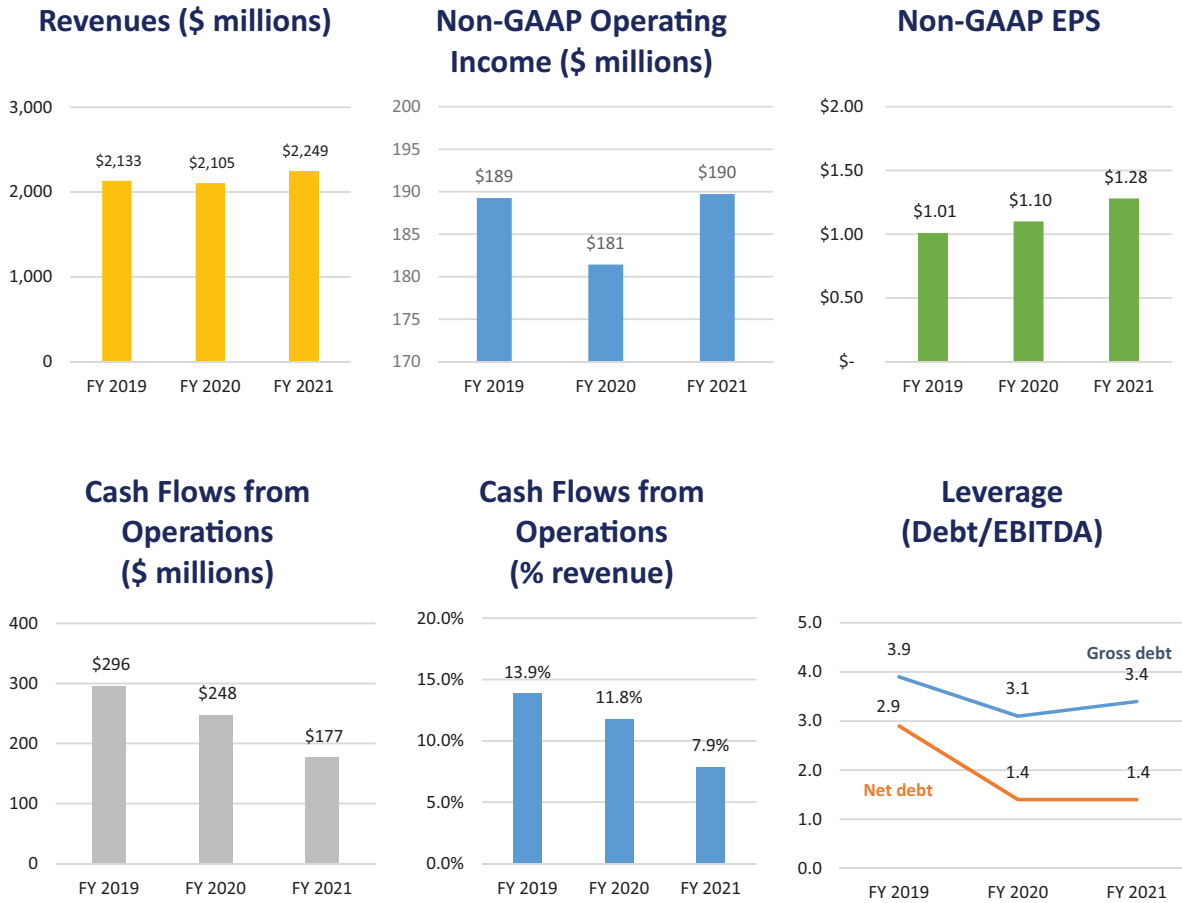 Revenues ($ millions)
3,000
2,000
1,000
0
$2,133
$2,105
$2,249
FY 2019
FY 2020
FY 2021
Non-GAAP Operating
Income ($ millions)
200
195
190
185
180
175
170
$189
$181
$190
FY 2019
FY 2020
FY 2021
Non-GAAP EPS
$2.00
$1.50
$1.00
$0.50
$-
$1.01
$1.10
$1.28
FY 2019
FY 2020
FY 2021
Cash Flows from
Operations
($ millions)
400
300
200
100
0
$296
$248
$177
FY 2019
FY 2020
FY 2021
Cash Flows from
Operations
(% revenue)
20.0%
15.0%
10.0%
5.0%
0.0%
13.9%
11.8%
7.9%
FY 2019
FY 2020
FY 2021
Leverage
(Debt/EBITDA)
5.0
4.0
3.0
2.0
1.0
0.0
3.9
3.1
Gross debt
3.4
2.9
1.4
1.4
Net debt
FY 2019
FY 2020
FY 2021